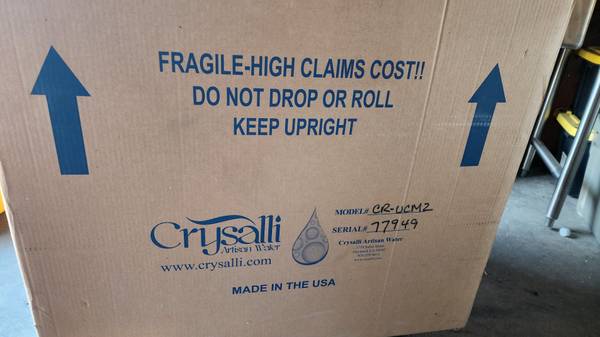 FRAGILE-HIGH CLAIMS COST!!
DO NOT DROP OR ROLL
KEEP UPRIGHT
Crysalli
Artisan Water
www.crysalli.com
MADE IN THE USA
MODEL# CR-UCM2
SERIAL# 77949
Crysalli Artisan Water